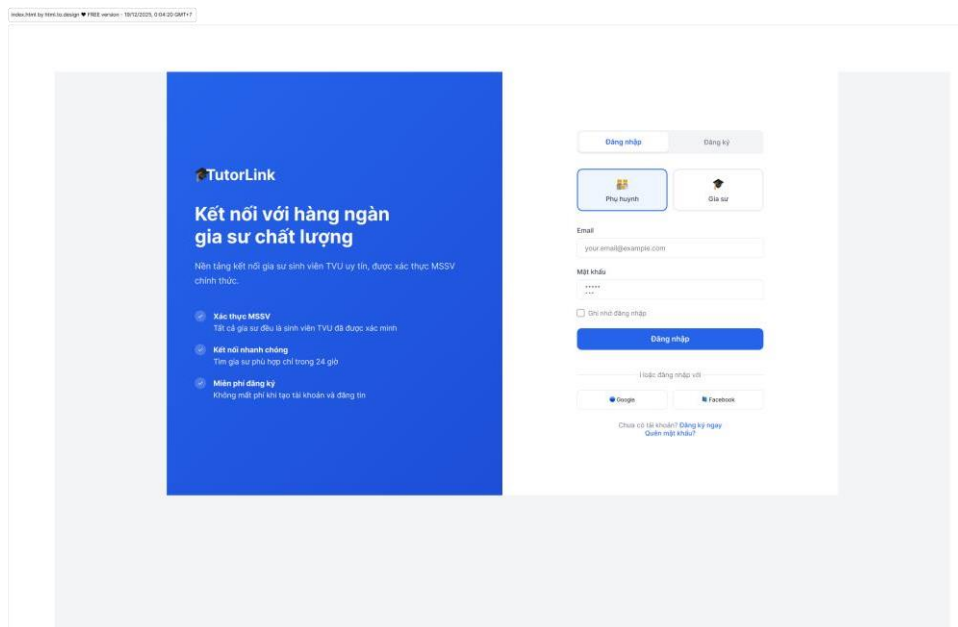 index.html by html.to.design ❤ FREE version - 19/12/2025, 0:04:20 GMT+7
TutorLink
Kết nối với hàng ngàn
gia sư chất lượng
Nền tảng kết nối gia sư sinh viên TVU uy tín, được xác thực MSSV
chính thức.
Xác thực MSSV
Tất cả gia sư đều là sinh viên TVU đã được xác minh
Kết nối nhanh chóng
Tìm gia sư phù hợp chỉ trong 24 giờ
Miễn phí đăng ký
Không mất phí khi tạo tài khoản và đăng tin
Đăng nhập Đăng ký
Phụ huynh Gia sư
Email
your.email@example.com
Mật khẩu
Ghi nhớ đăng nhập
Đăng nhập
Hoặc đăng nhập với
Google Facebook
Chưa có tài khoản? Đăng ký ngay
Quên mật khẩu?